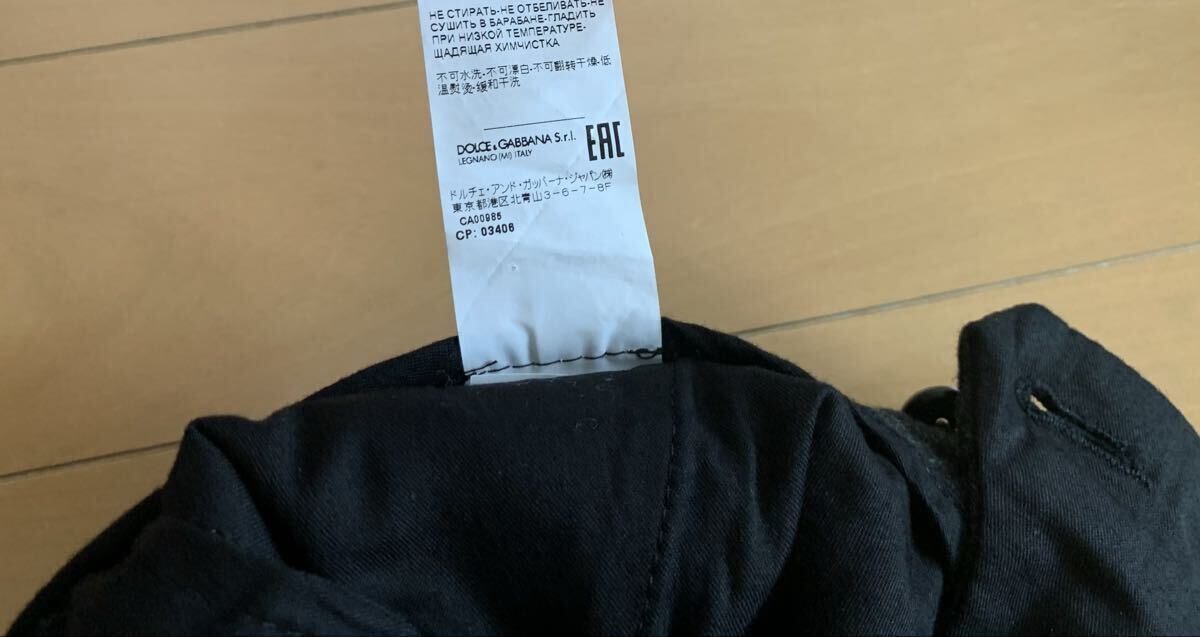 НЕ СТИРАТЬ-НЕ ОТБЕЛИВАТЬ-НЕ
СУШИТЬ В БАРАБАНЕ-ГЛАДИТЬ
ПРИ НИЗКОЙ ТЕМПЕРАТУРЕ-
ЩАДЯЩАЯ ХИМЧИСТКА
不可水洗-不可漂白-不可翻转干燥-低
温熨烫-缓和干洗
DOLCE & GABBANA S.r.l.
LEGNANO (MI) ITALY
EAC
ドルチェ・アンド・ガッバーナ・ジャパン㈱
東京都港区北青山3-6-7-8F
CA00985
CP: 03406